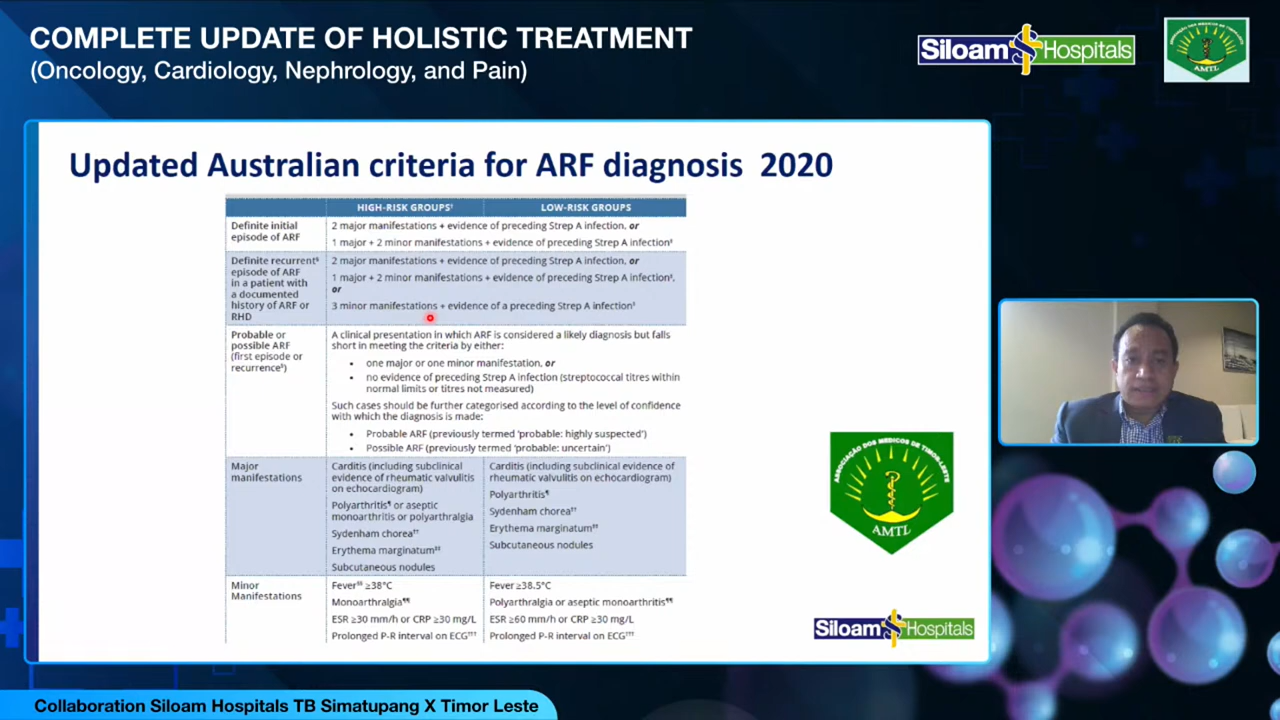 COMPLETE UPDATE OF HOLISTIC TREATMENT
(Oncology, Cardiology, Nephrology, and Pain)
Siloam Hospitals
ASSOCIAÇÃO DOS MEDICOS DE TIMOR-LESTE
AMTL
Updated Australian criteria for ARF diagnosis 2020
HIGH-RISK GROUPS† LOW-RISK GROUPS
Definite initial
episode of ARF
2 major manifestations + evidence of preceding Strep A infection, or
1 major + 2 minor manifestations + evidence of preceding Strep A infection‡
Definite recurrent§
episode of ARF
in a patient with
a documented
history of ARF or
RHD
2 major manifestations + evidence of preceding Strep A infection, or
1 major + 2 minor manifestations + evidence of preceding Strep A infection‡,
or
3 minor manifestations + evidence of a preceding Strep A infection‡
Probable or
possible ARF
(first episode or
recurrence§)
A clinical presentation in which ARF is considered a likely diagnosis but falls
short in meeting the criteria by either:
• one major or one minor manifestation, or
• no evidence of preceding Strep A infection (streptococcal titres within
normal limits or titres not measured)
Such cases should be further categorised according to the level of confidence
with which the diagnosis is made:
• Probable ARF (previously termed 'probable: highly suspected')
• Possible ARF (previously termed 'probable: uncertain')
Major
manifestations
Carditis (including subclinical
evidence of rheumatic valvulitis
on echocardiogram)
Polyarthritis¶ or aseptic
monoarthritis or polyarthralgia
Sydenham chorea††
Erythema marginatum‡‡
Subcutaneous nodules
Carditis (including subclinical evidence of
rheumatic valvulitis on echocardiogram)
Polyarthritis¶
Sydenham chorea††
Erythema marginatum‡‡
Subcutaneous nodules
Minor
Manifestations
Fever§§ ≥38°C
Monoarthralgia¶¶
ESR ≥30 mm/h or CRP ≥30 mg/L
Prolonged P-R interval on ECG†††
Fever ≥38.5°C
Polyarthralgia or aseptic monoarthritis¶¶
ESR ≥60 mm/h or CRP ≥30 mg/L
Prolonged P-R interval on ECG†††
ASSOCIAÇÃO DOS MEDICOS DE TIMOR-LESTE
AMTL
Siloam Hospitals
Collaboration Siloam Hospitals TB Simatupang X Timor Leste